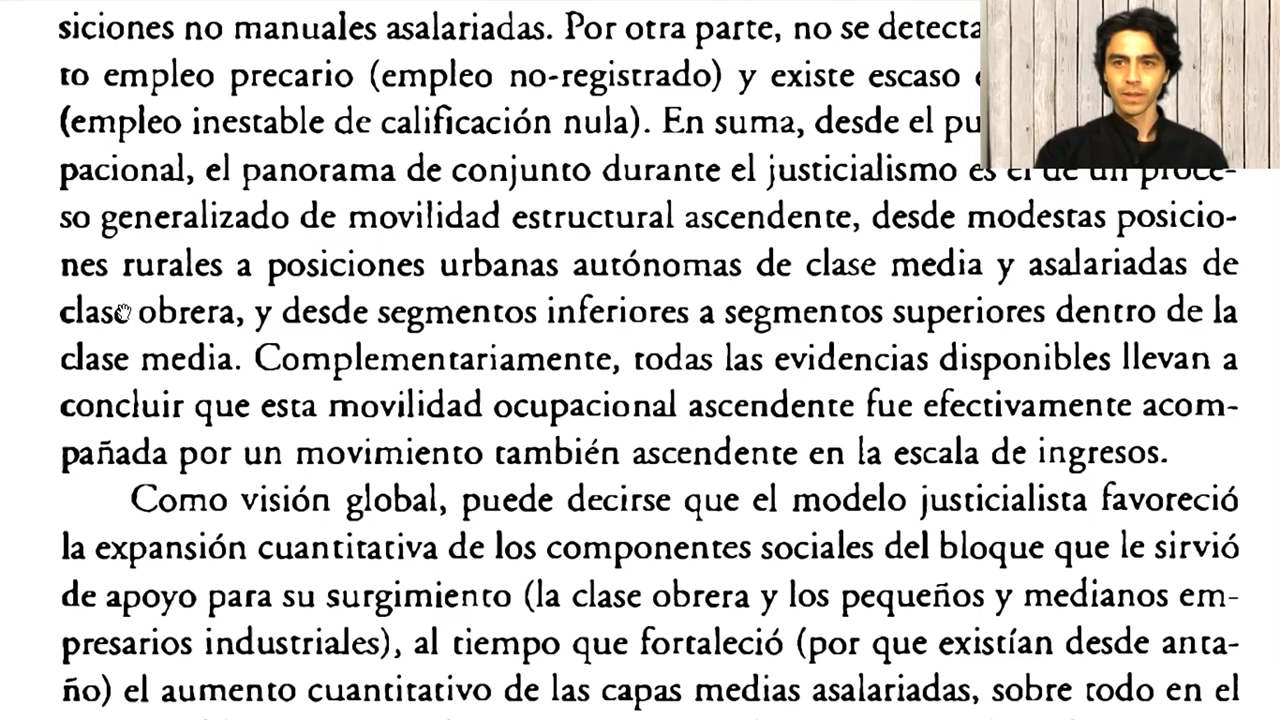 siciones no manuales asalariadas. Por otra parte, no se detecta
to empleo precario (empleo no-registrado) y existe escaso
(empleo inestable de calificación nula). En suma, desde el
pacional, el panorama de conjunto durante el justicialismo es el de un proce-
so generalizado de movilidad estructural ascendente, desde modestas posicio-
nes rurales a posiciones urbanas autónomas de clase media y asalariadas de
clase obrera, y desde segmentos inferiores a segmentos superiores dentro de la
clase media. Complementariamente, todas las evidencias disponibles llevan a
concluir que esta movilidad ocupacional ascendente fue efectivamente acom-
pañada por un movimiento también ascendente en la escala de ingresos.
Como visión global, puede decirse que el modelo justicialista favoreció
la expansión cuantitativa de los componentes sociales del bloque que le sirvió
de apoyo para su surgimiento (la clase obrera y los pequeños y medianos em-
presarios industriales), al tiempo que fortaleció (por que existían desde anta-
ño) el aumento cuantitativo de las capas medias asalariadas, sobre todo en el